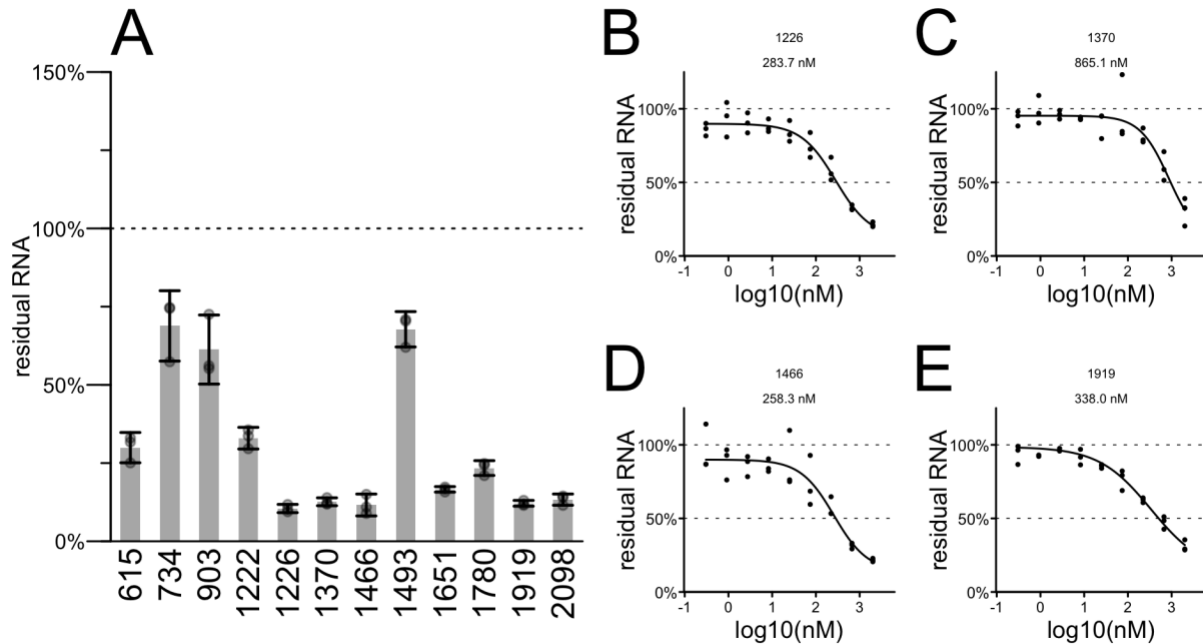 A
150%
100%
50%
0%
residual RNA
615
734
903
1222
1226
1370
1466
1493
1651
1780
1919
2098
B
1226
283.7 nM
100%
50%
0%
residual RNA
-1 0 1 2 3
log10(nM)
C
1370
865.1 nM
100%
50%
0%
residual RNA
-1 0 1 2 3
log10(nM)
D
1466
258.3 nM
100%
50%
0%
residual RNA
-1 0 1 2 3
log10(nM)
E
1919
338.0 nM
100%
50%
0%
residual RNA
-1 0 1 2 3
log10(nM)